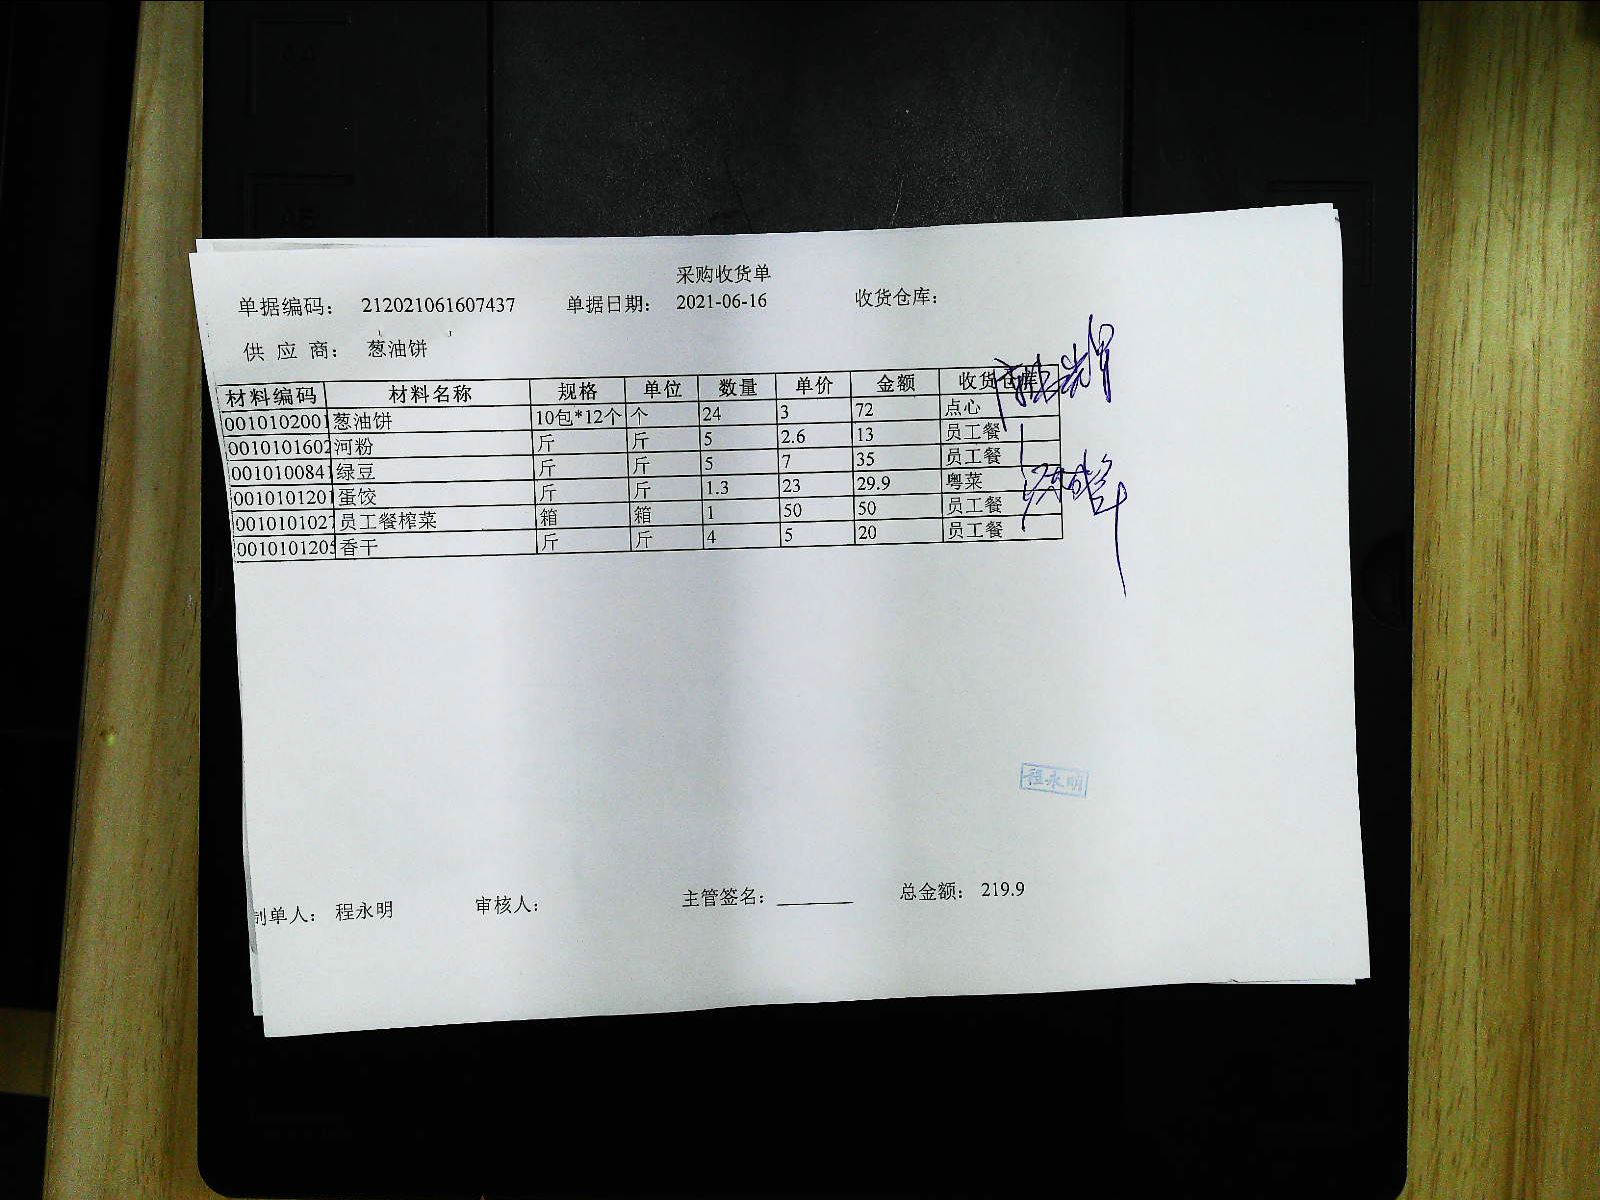 采购收货单
单据编码： 212021061607437 单据日期： 2021-06-16 收货仓库：
供 应 商： 葱油饼
材料编码 材料名称 规格 单位 数量 单价 金额 收货仓库
0010102001 葱油饼 10包*12个 个 24 3 72 点心
0010101602 河粉 斤 斤 5 2.6 13 员工餐
0010100841 绿豆 斤 斤 5 7 35 员工餐
0010101201 蛋饺 斤 斤 1.3 23 29.9 粤菜
0010101027 员工餐榨菜 箱 箱 1 50 50 员工餐
0010101205 香干 斤 斤 4 5 20 员工餐
程永明
制单人： 程永明 审核人： 主管签名： 总金额： 219.9